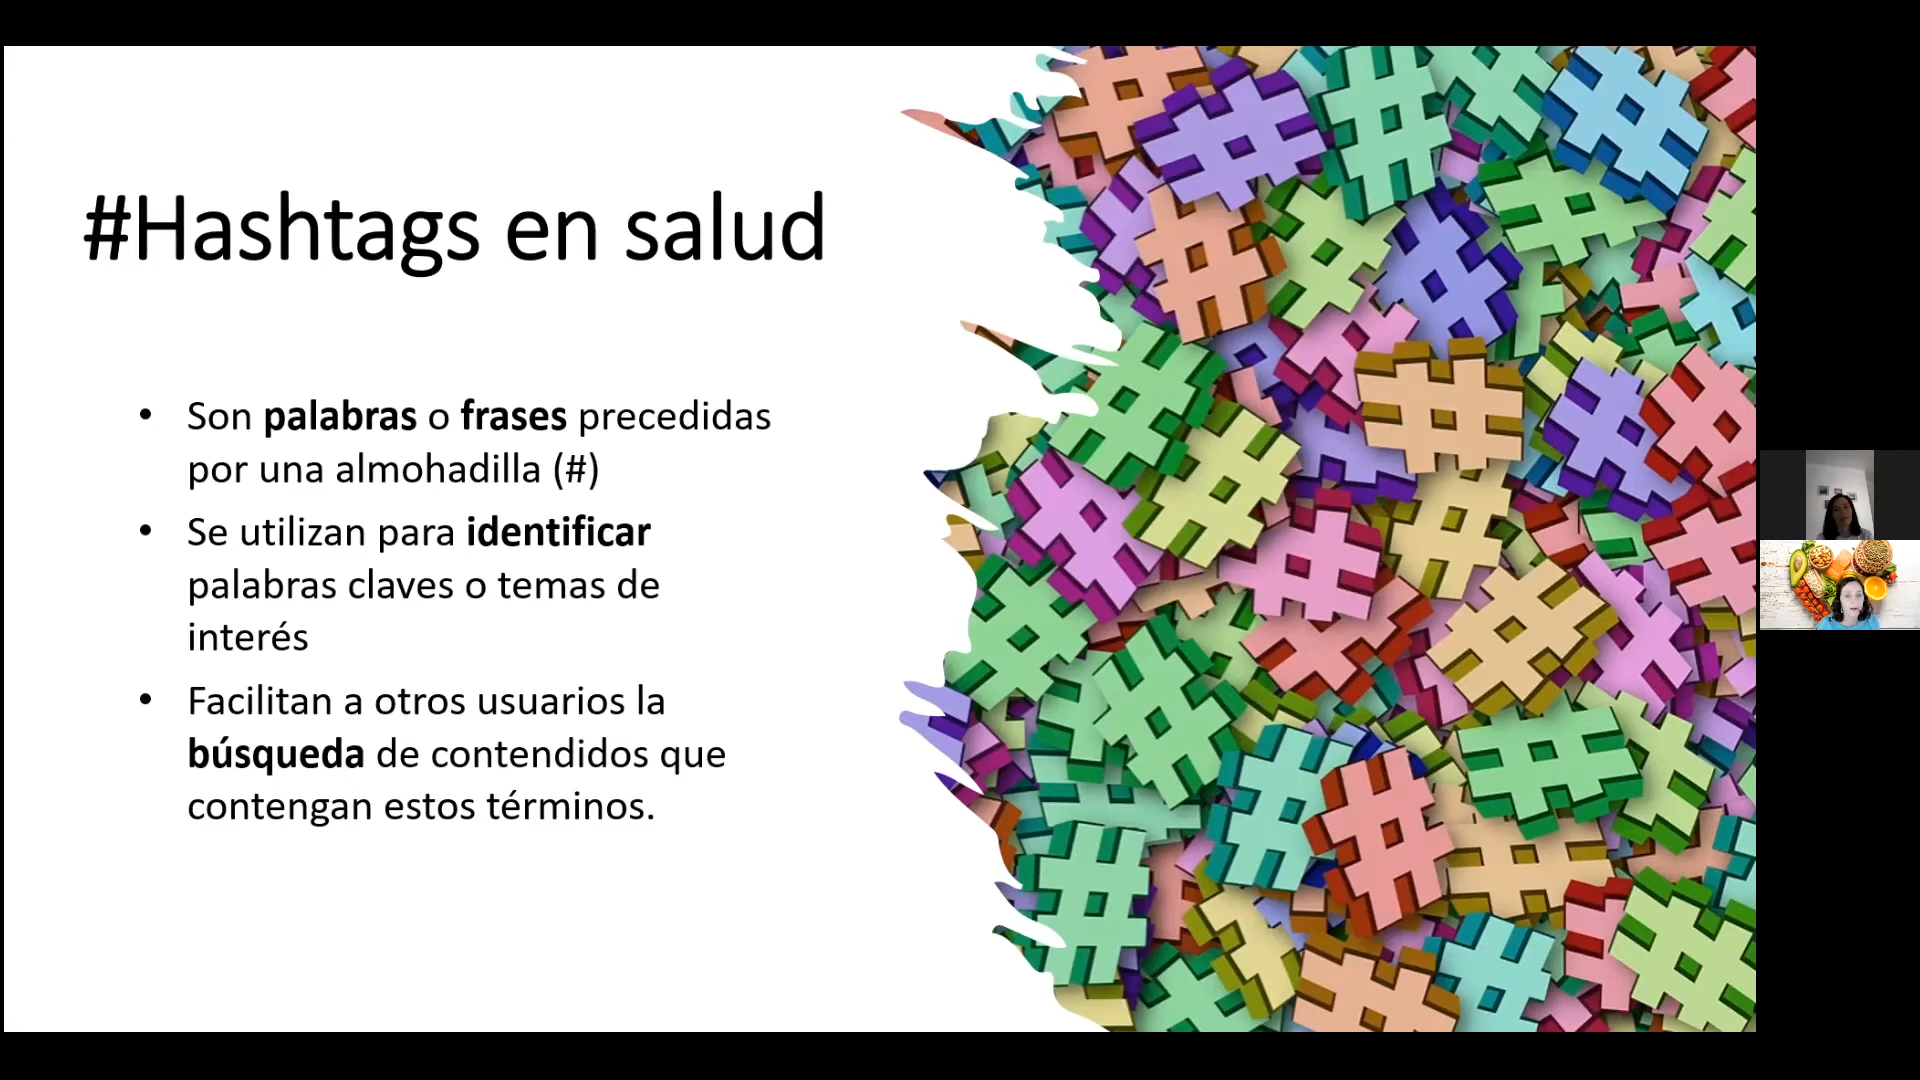 #Hashtags en salud
• Son palabras o frases precedidas
por una almohadilla (#)
• Se utilizan para identificar
palabras claves o temas de
interés
• Facilitan a otros usuarios la
búsqueda de contendidos que
contengan estos términos.